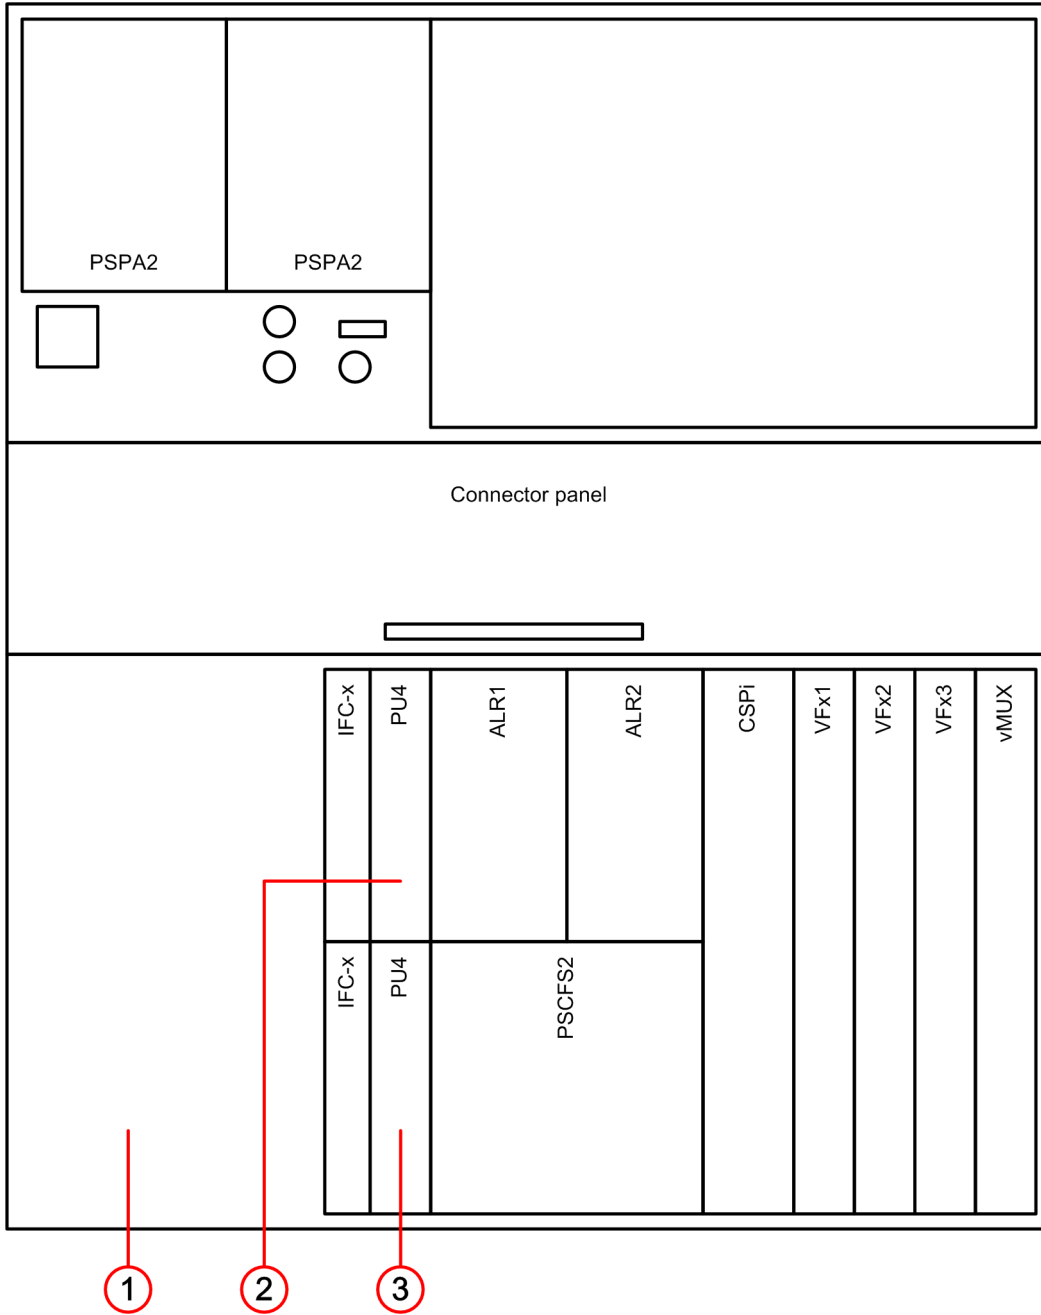 PSPA2
PSPA2
Connector panel
IFC-x
PU4
ALR1
ALR2
CSPi
VFx1
VFx2
VFx3
vMUX
IFC-x
PU4
PSCFS2
1
2
3